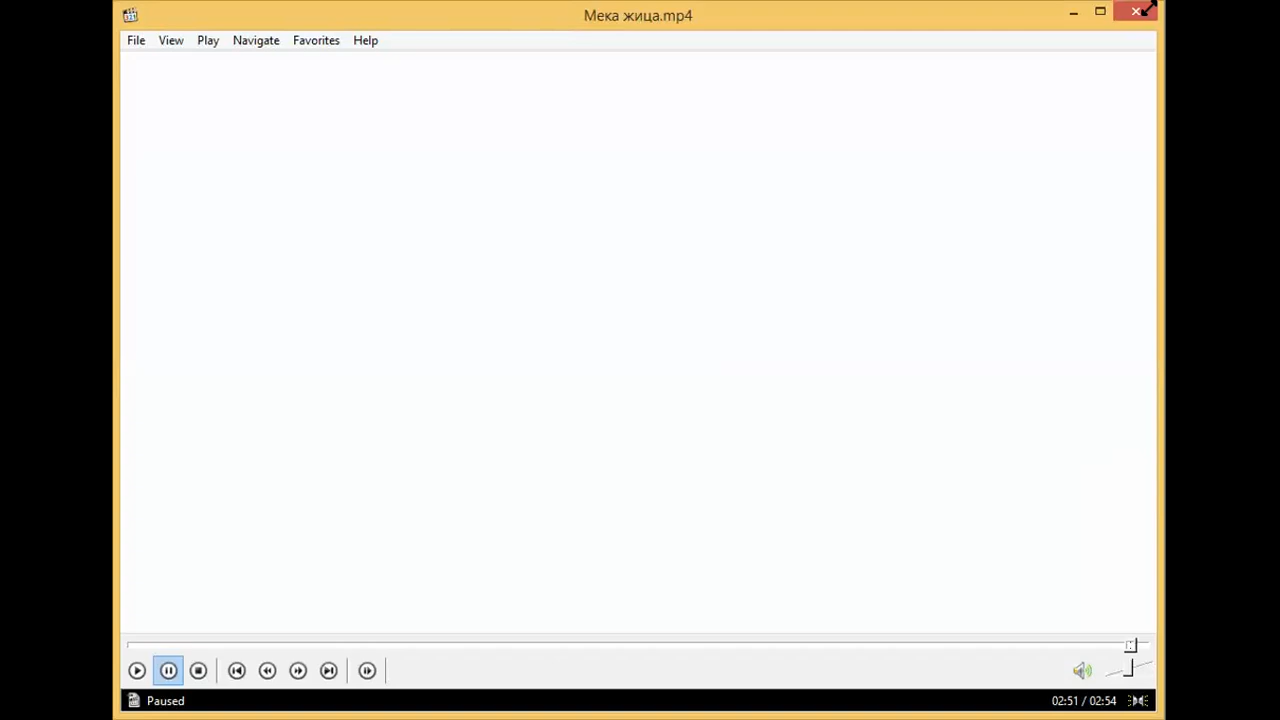 Мека жица.mp4
File View Play Navigate Favorites Help
Paused
02:51 / 02:54